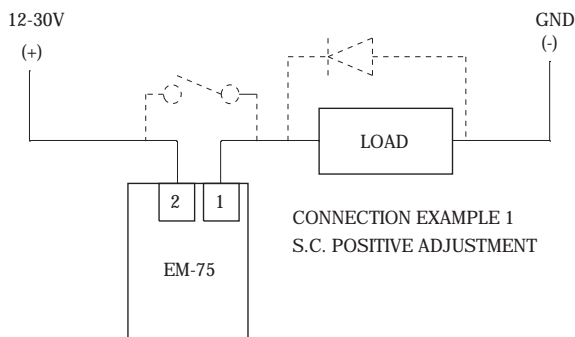 12-30V
(+)
GND
(-)
LOAD
2
1
CONNECTION EXAMPLE 1
S.C. POSITIVE ADJUSTMENT
EM-75